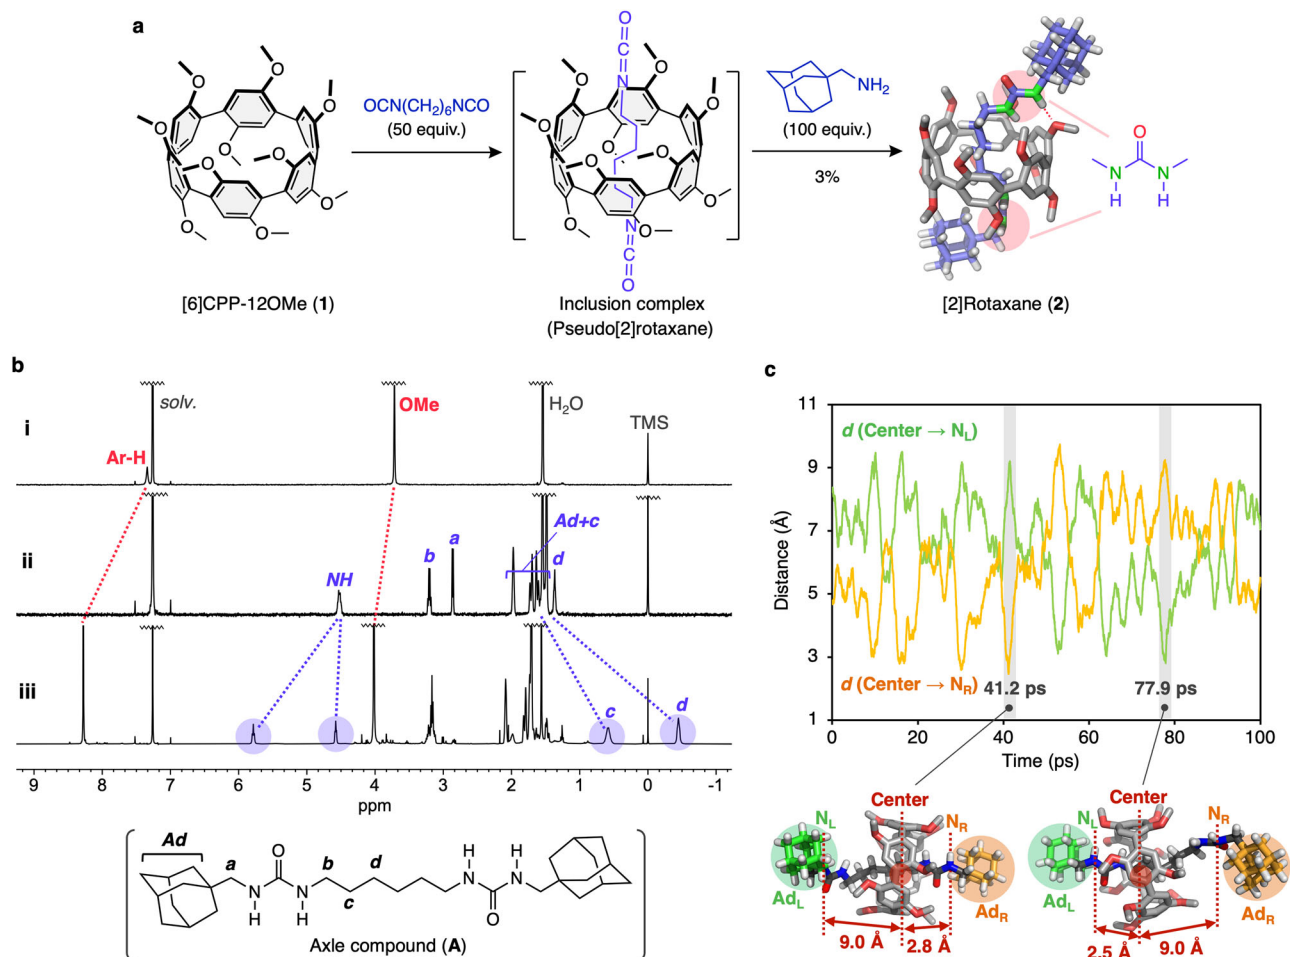 a
OCN(CH2)6NCO
(50 equiv.)
NH2
(100 equiv.)
3%
O
C
N
N
C
O
O
N N
H H
[6]CPP-12OMe (1)
Inclusion complex
(Pseudo[2]rotaxane)
[2]Rotaxane (2)
b
i
solv.
Ar-H
OMe
H2O
TMS
ii
NH
b
a
Ad+c
d
iii
c
d
9 8 7 6 5 4 3 2 1 0 -1
ppm
Ad
a
O
b
d
c
H H
N N
H H
N N
O
Axle compound (A)
c
11
9
7
5
3
1
Distance (Å)
d (Center → NL)
d (Center → NR)
41.2 ps
77.9 ps
0 20 40 60 80 100
Time (ps)
Center
NL
NR
AdL
AdR
9.0 Å
2.8 Å
Center
NL
NR
AdL
AdR
2.5 Å
9.0 Å